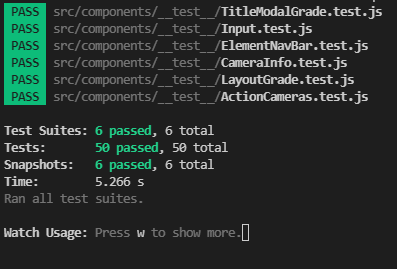 PASS src/components/__test__/TitleModalGrade.test.js
PASS src/components/__test__/Input.test.js
PASS src/components/__test__/ElementNavBar.test.js
PASS src/components/__test__/CameraInfo.test.js
PASS src/components/__test__/LayoutGrade.test.js
PASS src/components/__test__/ActionCameras.test.js
Test Suites: 6 passed, 6 total
Tests: 50 passed, 50 total
Snapshots: 6 passed, 6 total
Time: 5.266 s
Ran all test suites.
Watch Usage: Press w to show more.